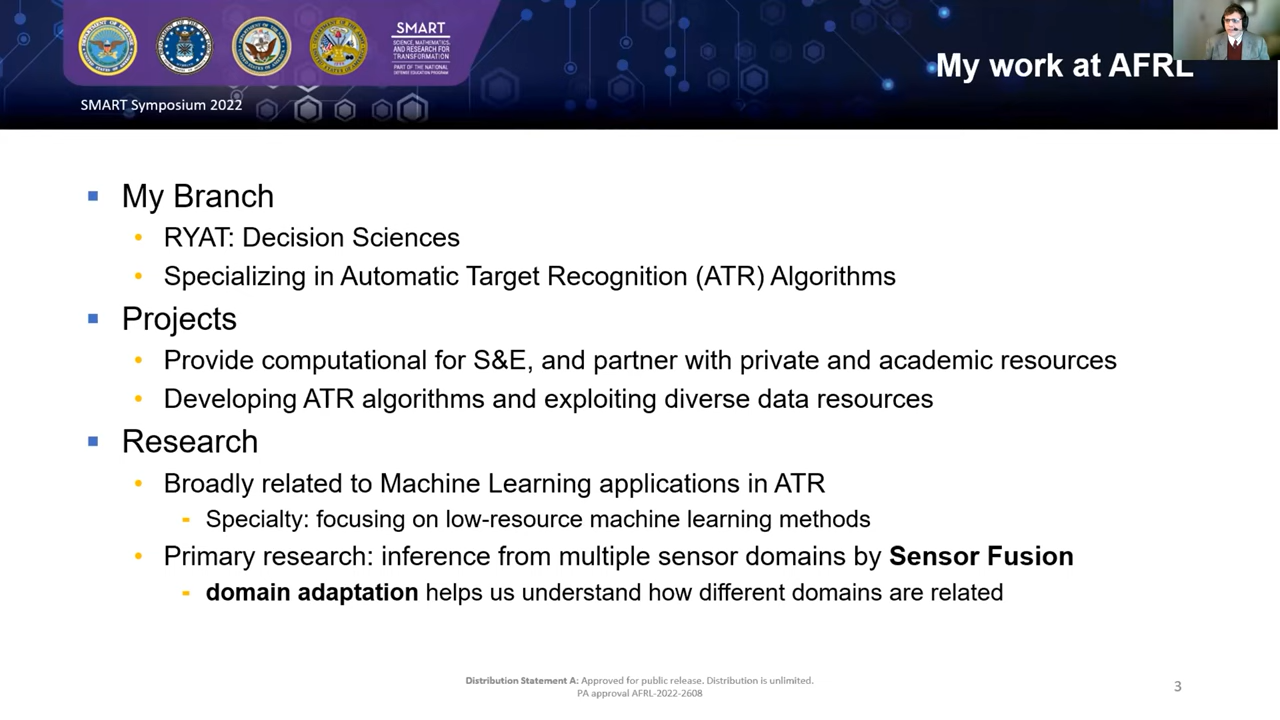 SMART
SCIENCE, MATHEMATICS,
AND RESEARCH FOR
TRANSFORMATION
PART OF THE NATIONAL
DEFENSE EDUCATION PROGRAM
My work at AFRL
SMART Symposium 2022
My Branch
RYAT: Decision Sciences
Specializing in Automatic Target Recognition (ATR) Algorithms
Projects
Provide computational for S&E, and partner with private and academic resources
Developing ATR algorithms and exploiting diverse data resources
Research
Broadly related to Machine Learning applications in ATR
Specialty: focusing on low-resource machine learning methods
Primary research: inference from multiple sensor domains by Sensor Fusion
domain adaptation helps us understand how different domains are related
Distribution Statement A: Approved for public release. Distribution is unlimited.
PA approval AFRL-2022-2608
3